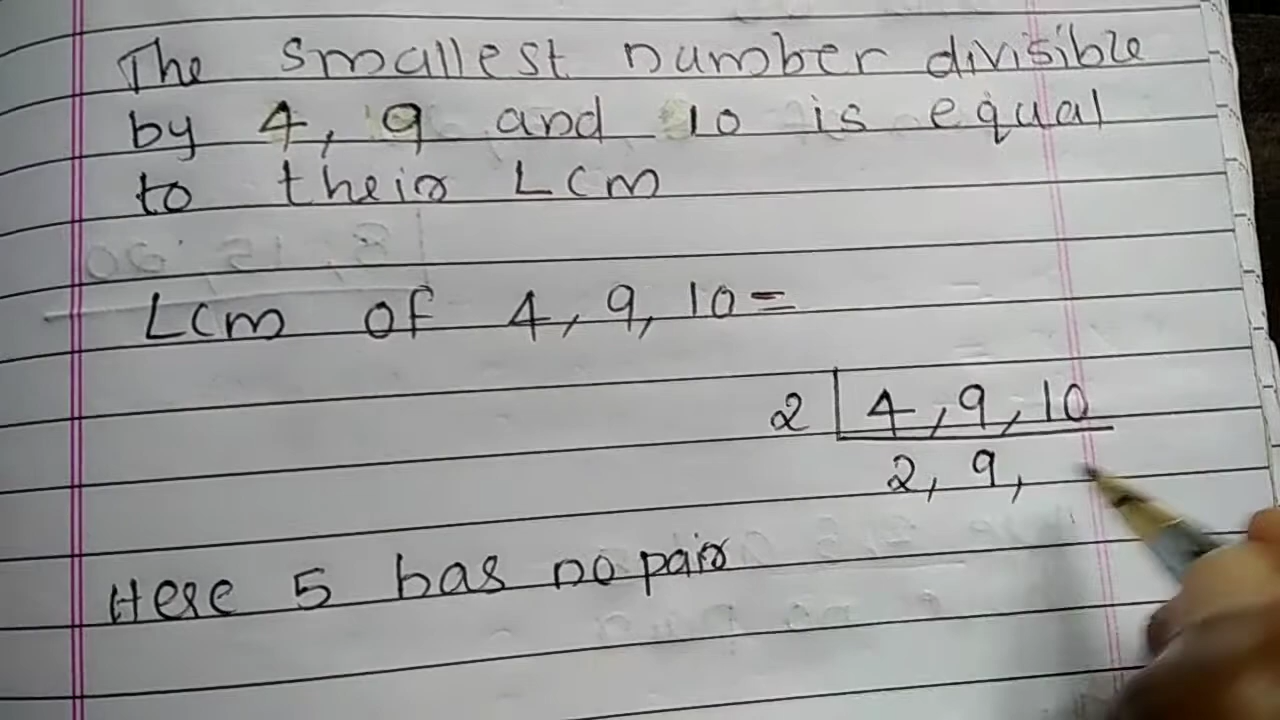 The smallest number divisible
by 4, 9 and 10 is equal
to their LCM
LCM of 4, 9, 10 =
2 | 4, 9, 10
2, 9,
Here 5 has no pair